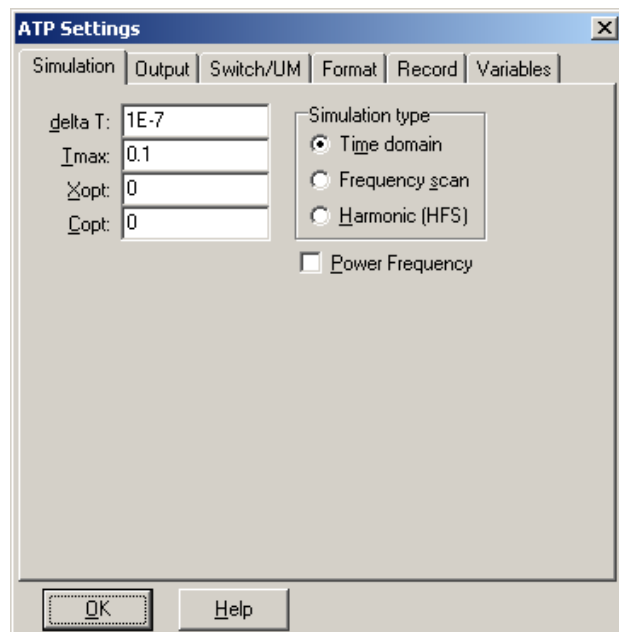 ATP Settings
Simulation Output Switch/UM Format Record Variables
delta T: 1E-7
Tmax: 0.1
Xopt: 0
Copt: 0
Simulation type
Time domain
Frequency scan
Harmonic (HFS)
Power Frequency
OK Help